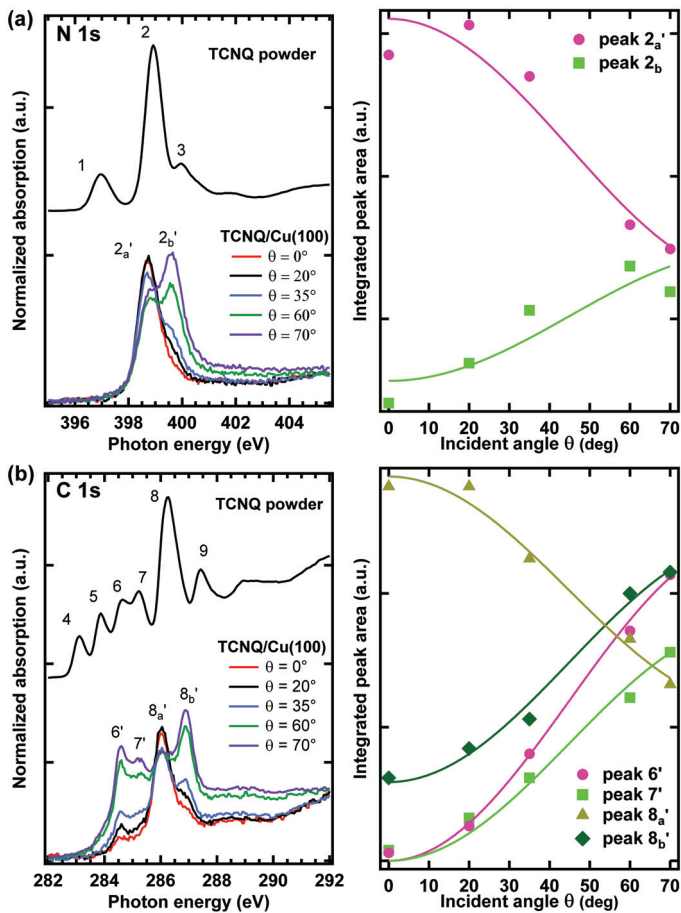 (a)
N 1s
TCNQ powder
1
2
3
2a'
2b'
TCNQ/Cu(100)
θ = 0°
θ = 20°
θ = 35°
θ = 60°
θ = 70°
Normalized absorption (a.u.)
396 398 400 402 404
Photon energy (eV)
peak 2a'
peak 2b
Integrated peak area (a.u.)
0 10 20 30 40 50 60 70
Incident angle θ (deg)
(b)
C 1s
TCNQ powder
4
5
6
7
8
9
TCNQ/Cu(100)
θ = 0°
θ = 20°
θ = 35°
θ = 60°
θ = 70°
6'
7'
8a'
8b'
Normalized absorption (a.u.)
282 284 286 288 290 292
Photon energy (eV)
peak 6'
peak 7'
peak 8a'
peak 8b'
Integrated peak area (a.u.)
0 10 20 30 40 50 60 70
Incident angle θ (deg)